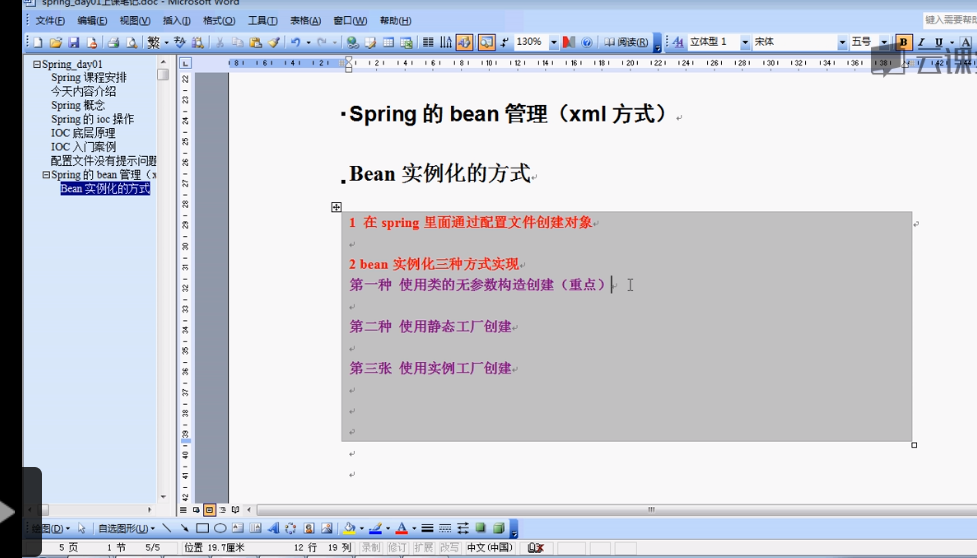 spring_day01上课笔记.doc - Microsoft Word
文件(F) 编辑(E) 视图(V) 插入(I) 格式(O) 工具(T) 表格(A) 窗口(W) 帮助(H)
键入需要帮助
130% 阅读(R) 立体型 1 宋体 五号 B I U A
Spring_day01
Spring 课程安排
今天内容介绍
Spring 概念
Spring 的 ioc 操作
IOC 底层原理
IOC 入门案例
配置文件没有提示问题
Spring 的 bean 管理（x
Bean 实例化的方式
Spring 的 bean 管理（xml 方式）
Bean 实例化的方式
1 在 spring 里面通过配置文件创建对象
2 bean 实例化三种方式实现
第一种 使用类的无参数构造创建（重点）
第二种 使用静态工厂创建
第三张 使用实例工厂创建
绘图(D) 自选图形(U)
5 页 1 节 5/5 位置 19.7厘米 12 行 19 列 录制 修订 扩展 改写 中文(中国)